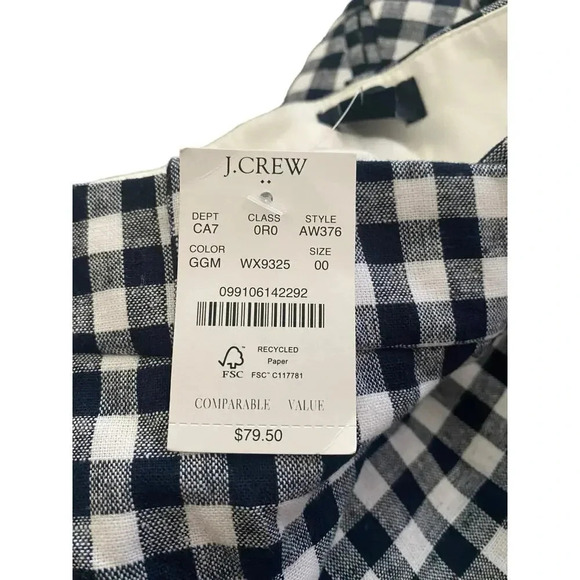 J.CREW
DEPT CLASS STYLE
CA7 0R0 AW376
COLOR SIZE
GGM WX9325 00
099106142292
RECYCLED
Paper
FSC FSC™ C117781
COMPARABLE VALUE
$79.50